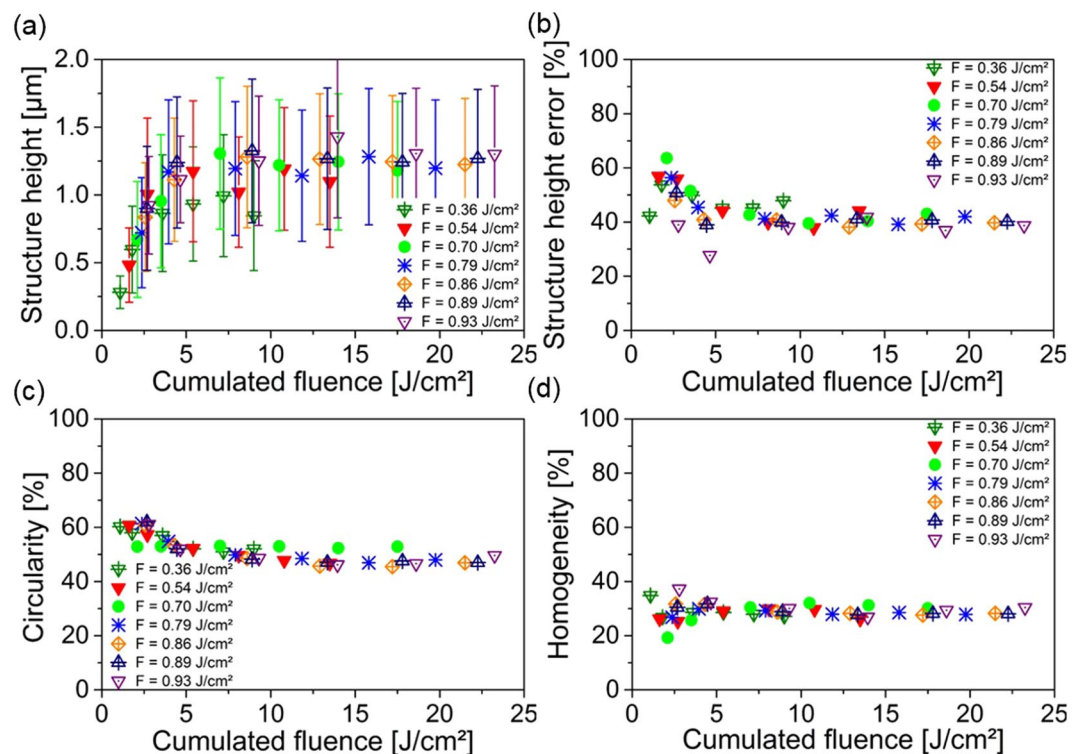 (a)
Structure height [µm]
2.0
1.5
1.0
0.5
0.0
F = 0.36 J/cm²
F = 0.54 J/cm²
F = 0.70 J/cm²
F = 0.79 J/cm²
F = 0.86 J/cm²
F = 0.89 J/cm²
F = 0.93 J/cm²
0 5 10 15 20 25
Cumulated fluence [J/cm²]
(b)
Structure height error [%]
100
80
60
40
20
0
F = 0.36 J/cm²
F = 0.54 J/cm²
F = 0.70 J/cm²
F = 0.79 J/cm²
F = 0.86 J/cm²
F = 0.89 J/cm²
F = 0.93 J/cm²
0 5 10 15 20 25
Cumulated fluence [J/cm²]
(c)
Circularity [%]
100
80
60
40
20
0
F = 0.36 J/cm²
F = 0.54 J/cm²
F = 0.70 J/cm²
F = 0.79 J/cm²
F = 0.86 J/cm²
F = 0.89 J/cm²
F = 0.93 J/cm²
0 5 10 15 20 25
Cumulated fluence [J/cm²]
(d)
Homogeneity [%]
100
80
60
40
20
0
F = 0.36 J/cm²
F = 0.54 J/cm²
F = 0.70 J/cm²
F = 0.79 J/cm²
F = 0.86 J/cm²
F = 0.89 J/cm²
F = 0.93 J/cm²
0 5 10 15 20 25
Cumulated fluence [J/cm²]